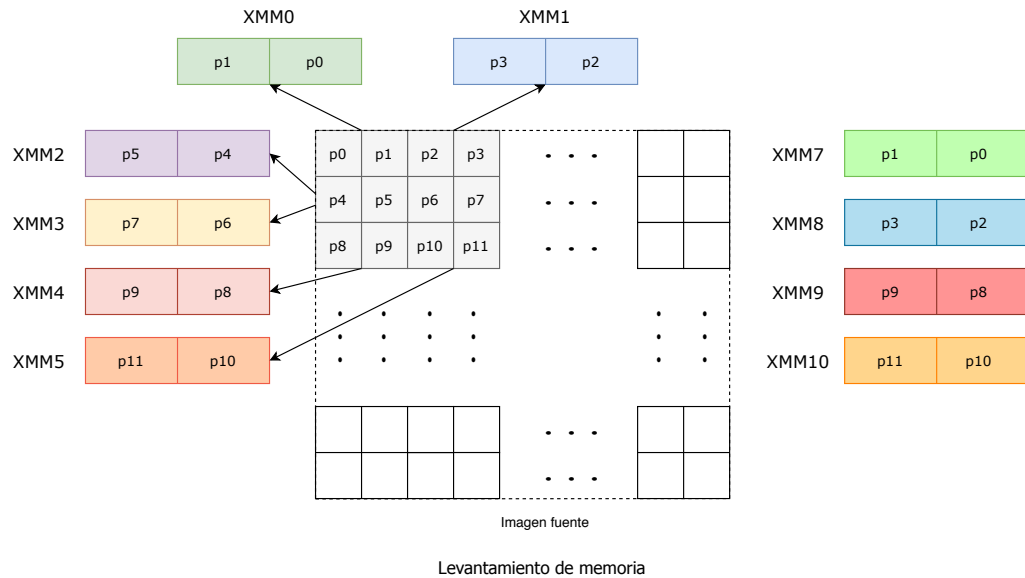 XMM0 XMM1
p1 p0 p3 p2
XMM2 p5 p4 p0 p1 p2 p3 . . . XMM7 p1 p0
XMM3 p7 p6 p4 p5 p6 p7 . . . XMM8 p3 p2
XMM4 p9 p8 p8 p9 p10 p11 . . . XMM9 p9 p8
XMM5 p11 p10 XMM10 p11 p10
Imagen fuente
Levantamiento de memoria